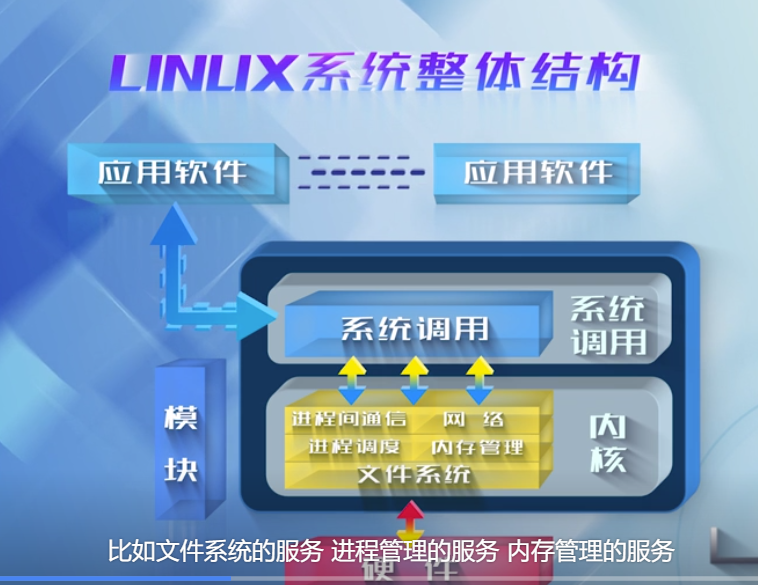 LINUX系统整体结构
应用软件 应用软件
系统调用
系统
调用
模
块
进程间通信 网络
进程调度 内存管理
文件系统
内
核
比如文件系统的服务 进程管理的服务 内存管理的服务
硬件